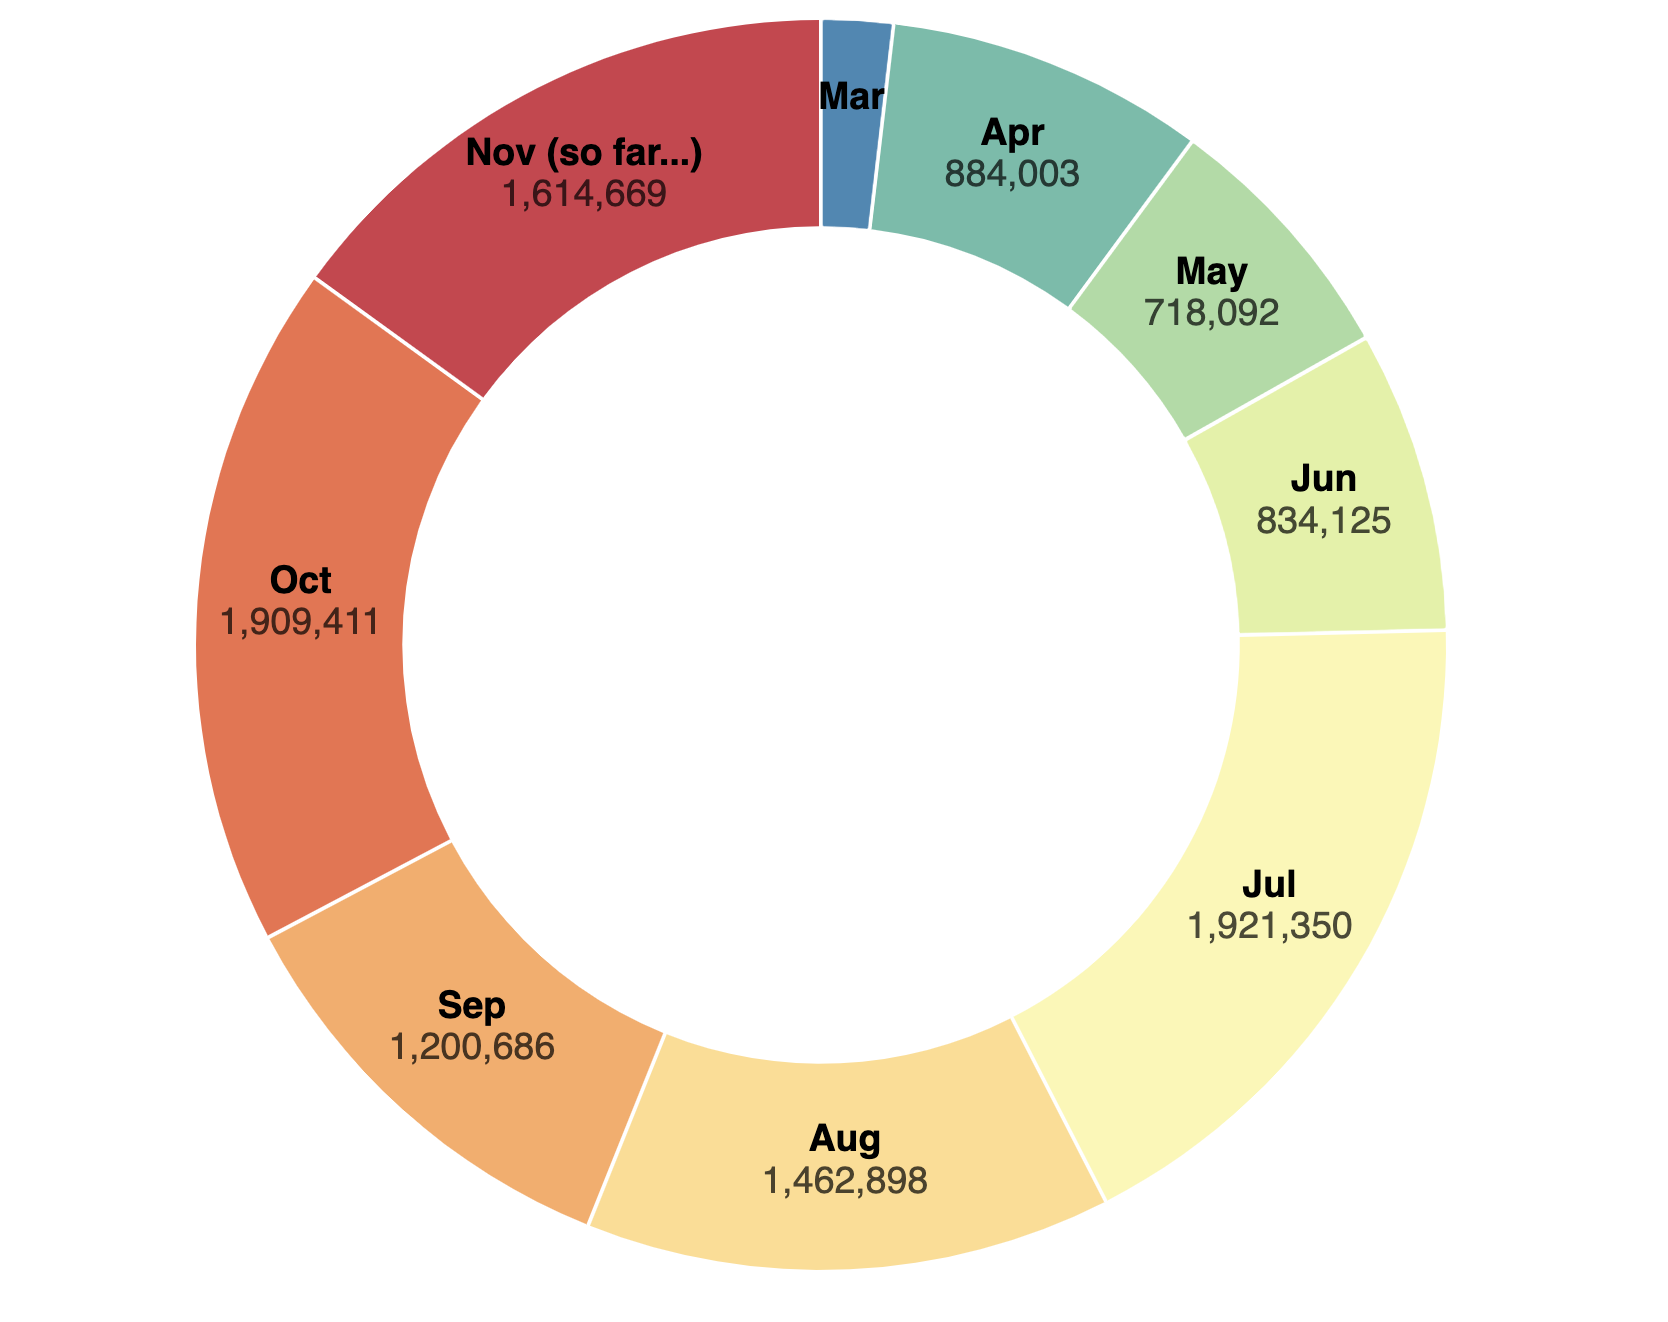 Mar
Apr
884,003
May
718,092
Jun
834,125
Jul
1,921,350
Aug
1,462,898
Sep
1,200,686
Oct
1,909,411
Nov (so far...)
1,614,669